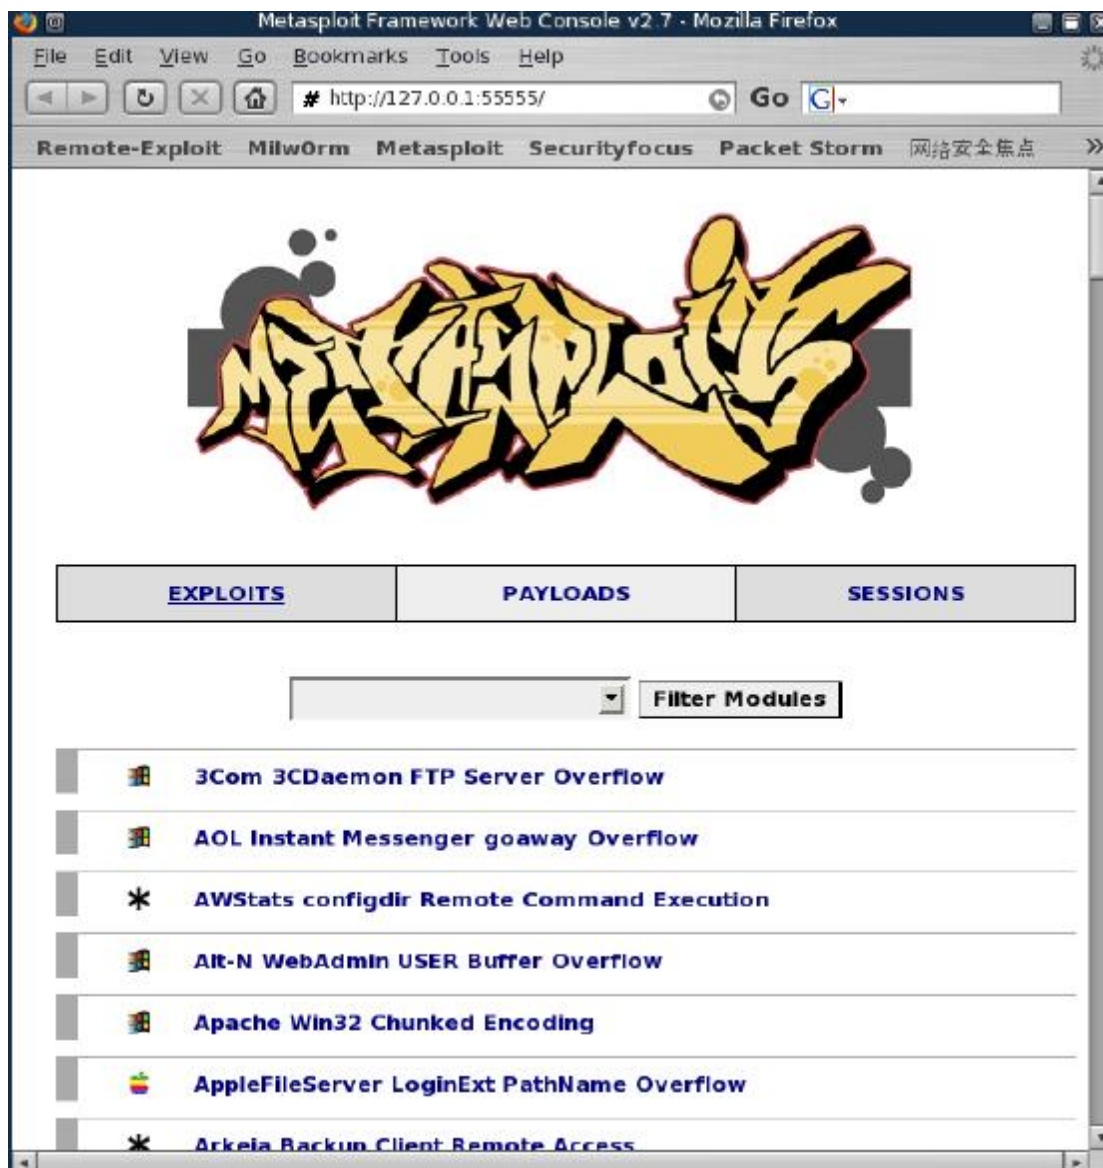 Metasploit Framework Web Console v2.7 - Mozilla Firefox
File Edit View Go Bookmarks Tools Help
# http://127.0.0.1:55555/ Go G
Remote-Exploit Milw0rm Metasploit Securityfocus Packet Storm 网络安全焦点 »
METASPLOIT
EXPLOITS PAYLOADS SESSIONS
Filter Modules
3Com 3CDaemon FTP Server Overflow
AOL Instant Messenger goaway Overflow
AWStats configdir Remote Command Execution
Alt-N WebAdmin USER Buffer Overflow
Apache Win32 Chunked Encoding
AppleFileServer LoginExt PathName Overflow
Arkeia Backup Client Remote Access